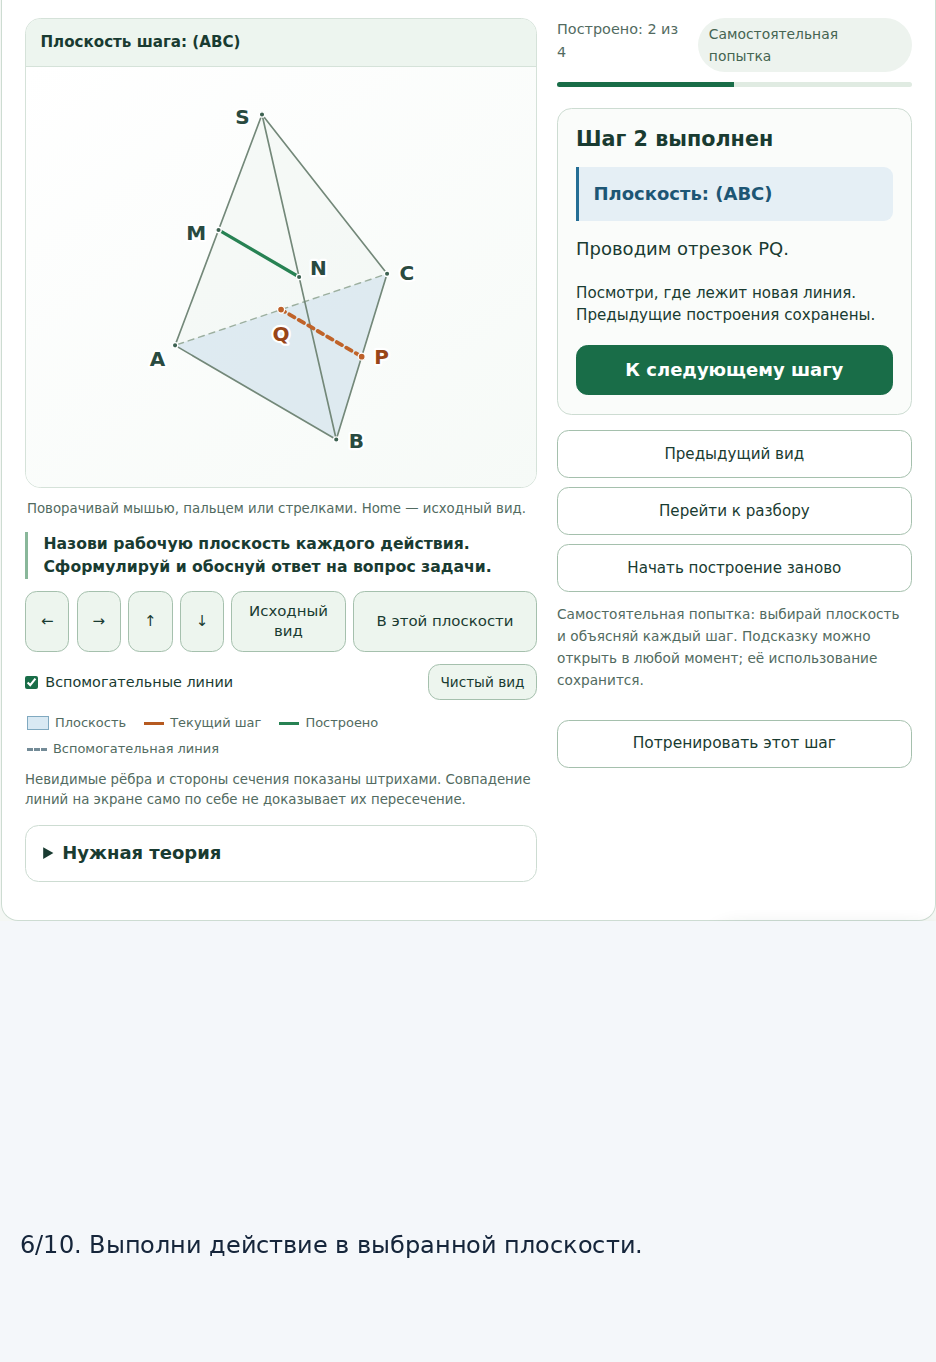 Плоскость шага: (ABC)
S
M
N
C
Q
A
P
B
Поворачивай мышью, пальцем или стрелками. Home — исходный вид.
Назови рабочую плоскость каждого действия.
Сформулируй и обоснуй ответ на вопрос задачи.
← → ↑ ↓ Исходный
вид
В этой плоскости
Вспомогательные линии
Чистый вид
Плоскость Текущий шаг Построено
Вспомогательная линия
Невидимые рёбра и стороны сечения показаны штрихами. Совпадение
линий на экране само по себе не доказывает их пересечение.
▶ Нужная теория
Построено: 2 из
4
Самостоятельная
попытка
Шаг 2 выполнен
Плоскость: (ABC)
Проводим отрезок PQ.
Посмотри, где лежит новая линия.
Предыдущие построения сохранены.
К следующему шагу
Предыдущий вид
Перейти к разбору
Начать построение заново
Самостоятельная попытка: выбирай плоскость
и объясняй каждый шаг. Подсказку можно
открыть в любой момент; её использование
сохранится.
Потренировать этот шаг
6/10. Выполни действие в выбранной плоскости.